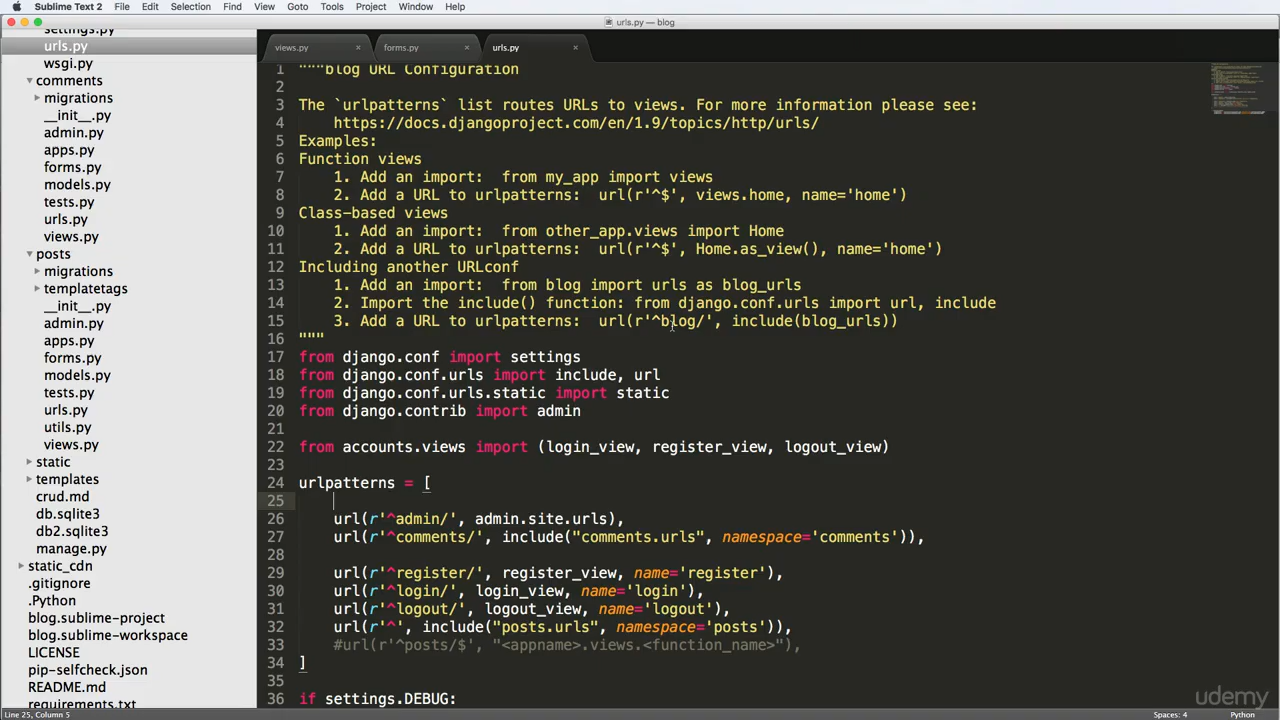 Sublime Text 2 File Edit Selection Find View Goto Tools Project Window Help
urls.py — blog
settings.py
urls.py
wsgi.py
comments
migrations
__init__.py
admin.py
apps.py
forms.py
models.py
tests.py
urls.py
views.py
posts
migrations
templatetags
__init__.py
admin.py
apps.py
forms.py
models.py
tests.py
urls.py
utils.py
views.py
static
templates
crud.md
db.sqlite3
db2.sqlite3
manage.py
static_cdn
.gitignore
.Python
blog.sublime-project
blog.sublime-workspace
LICENSE
pip-selfcheck.json
README.md
requirements.txt
views.py × forms.py × urls.py ×
1 """blog URL Configuration
2
3 The `urlpatterns` list routes URLs to views. For more information please see:
4     https://docs.djangoproject.com/en/1.9/topics/http/urls/
5 Examples:
6 Function views
7     1. Add an import:  from my_app import views
8     2. Add a URL to urlpatterns:  url(r'^$', views.home, name='home')
9 Class-based views
10     1. Add an import:  from other_app.views import Home
11     2. Add a URL to urlpatterns:  url(r'^$', Home.as_view(), name='home')
12 Including another URLconf
13     1. Add an import:  from blog import urls as blog_urls
14     2. Import the include() function: from django.conf.urls import url, include
15     3. Add a URL to urlpatterns:  url(r'^blog/', include(blog_urls))
16 """
17 from django.conf import settings
18 from django.conf.urls import include, url
19 from django.conf.urls.static import static
20 from django.contrib import admin
21
22 from accounts.views import (login_view, register_view, logout_view)
23
24 urlpatterns = [
25
26     url(r'^admin/', admin.site.urls),
27     url(r'^comments/', include("comments.urls", namespace='comments')),
28
29     url(r'^register/', register_view, name='register'),
30     url(r'^login/', login_view, name='login'),
31     url(r'^logout/', logout_view, name='logout'),
32     url(r'^', include("posts.urls", namespace='posts')),
33     #url(r'^posts/$', "<appname>.views.<function_name>"),
34 ]
35
36 if settings.DEBUG:
udemy
Line 25, Column 5 Spaces: 4 Python